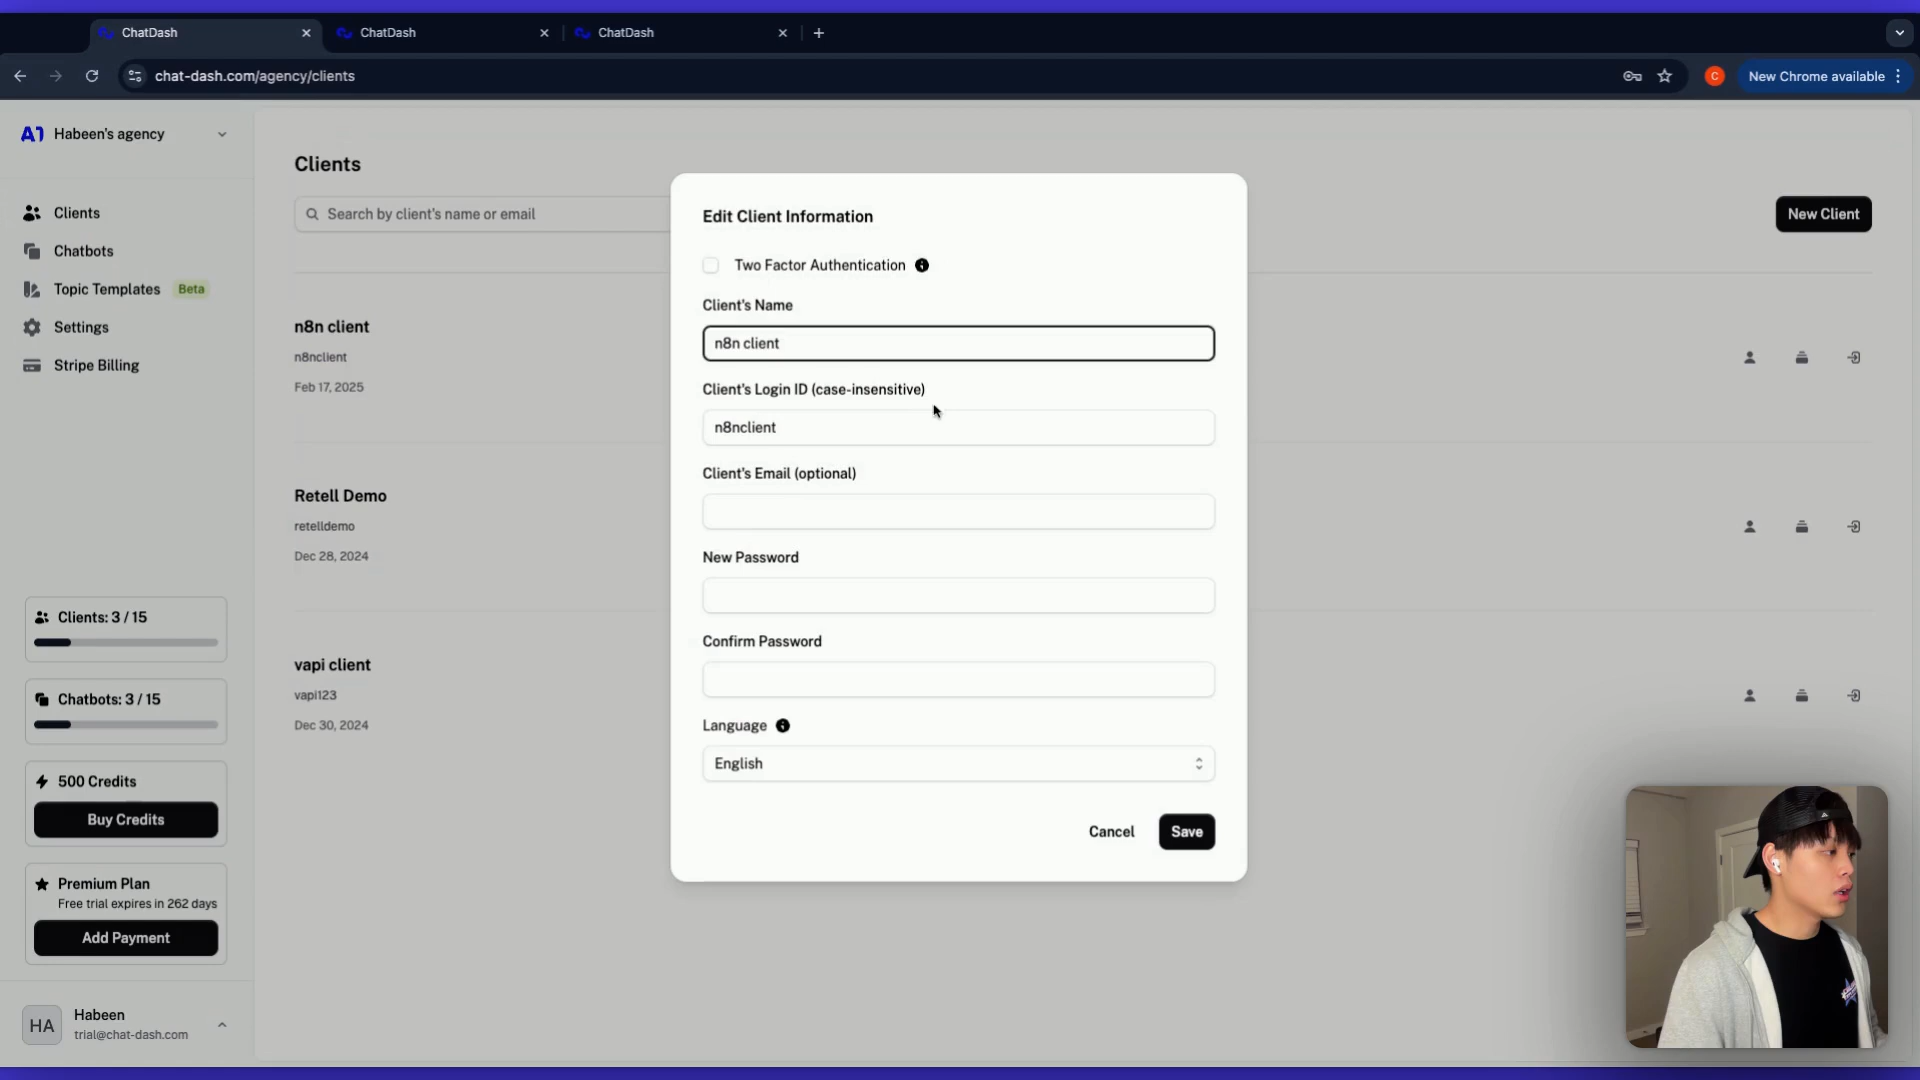 ChatDash
ChatDash
ChatDash
chat-dash.com/agency/clients
C
New Chrome available
A1 Habeen's agency
Clients
Chatbots
Topic Templates Beta
Settings
Stripe Billing
Clients: 3 / 15
Chatbots: 3 / 15
500 Credits
Buy Credits
Premium Plan
Free trial expires in 262 days
Add Payment
HA
Habeen
trial@chat-dash.com
Clients
Search by client's name or email
New Client
n8n client
n8nclient
Feb 17, 2025
Retell Demo
retelldemo
Dec 28, 2024
vapi client
vapi123
Dec 30, 2024
Edit Client Information
Two Factor Authentication
Client's Name
n8n client
Client's Login ID (case-insensitive)
n8nclient
Client's Email (optional)
New Password
Confirm Password
Language
English
Cancel
Save